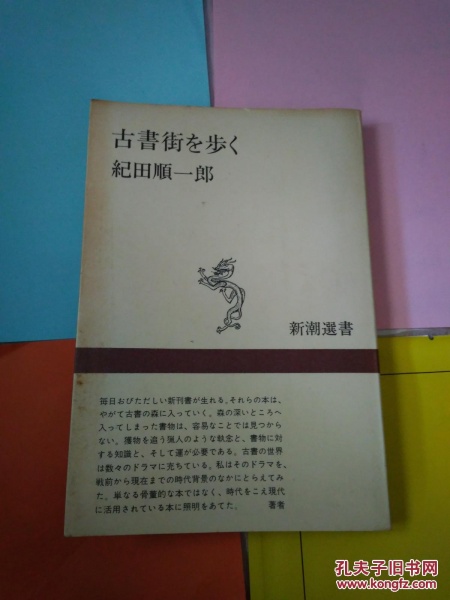 古書街を歩く
紀田順一郎
新潮選書
毎日おびただしい新刊書が生れる。それらの本は、
やがて古書の森に入っていく。森の深いところへ
入ってしまった書物は、容易なことでは見つから
ない。獲物を追う猟人のような執念と、書物に対
する知識と、そして運が必要である。古書の世界
は数々のドラマに充ちている。私はそのドラマを、
戦前から現在までの時代背景のなかにとらえてみ
た。単なる骨董的な本ではなく、時代をこえ現代
に活用されている本に照明をあてた。 著者
孔夫子旧书网
www.kongfz.com